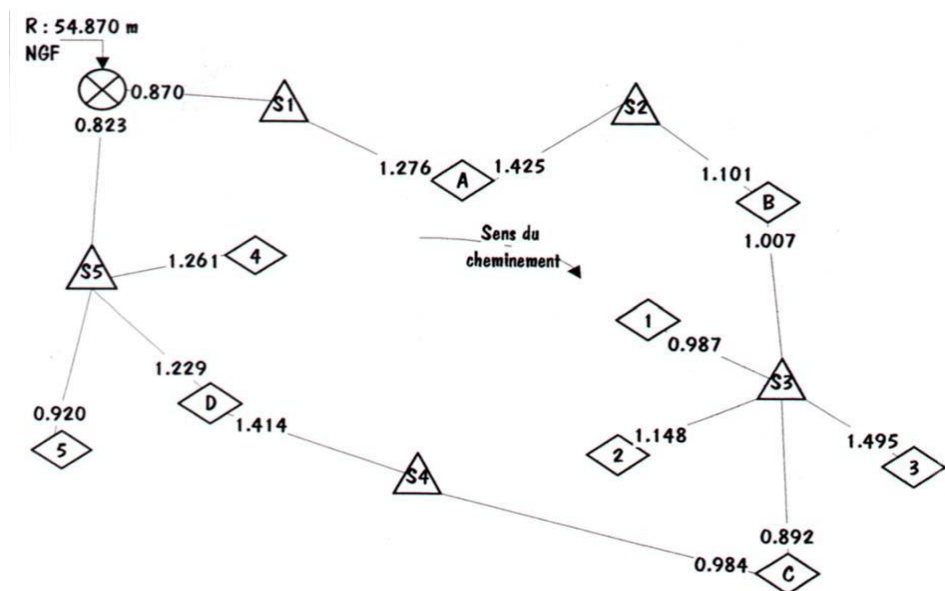 R : 54.870 m
NGF
0.870
0.823
S1
S2
1.276
A
1.425
1.101
B
1.007
Sens du
cheminement
S5
1.261
4
1
0.987
S3
1.229
D
0.920
5
1.414
2
1.148
1.495
3
S4
0.892
0.984
C